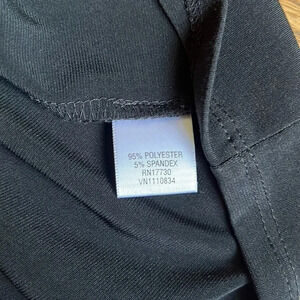 95% POLYESTER
5% SPANDEX
RN17730
VN1110834